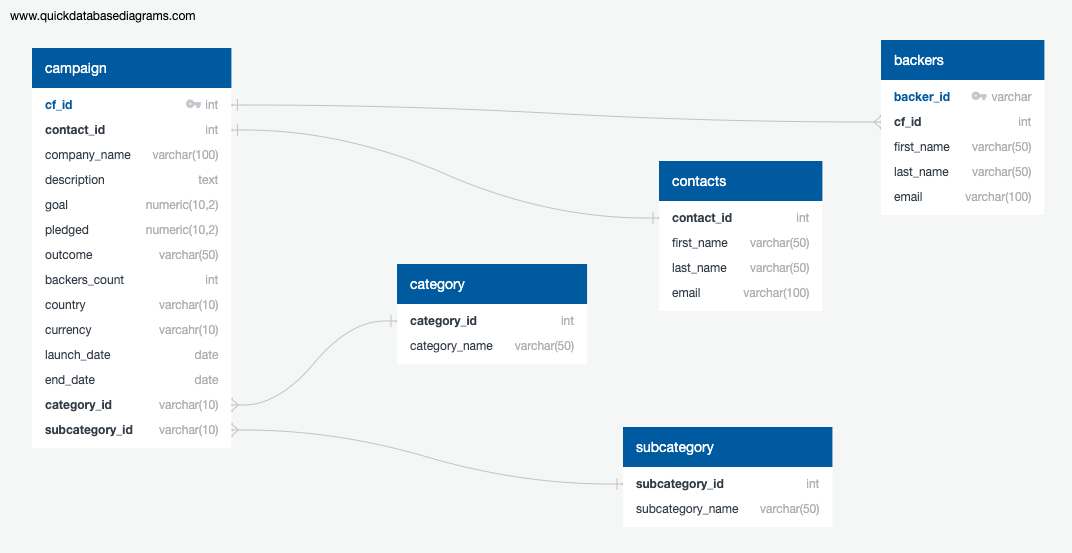 www.quickdatabasediagrams.com
campaign
cf_id int
contact_id int
company_name varchar(100)
description text
goal numeric(10,2)
pledged numeric(10,2)
outcome varchar(50)
backers_count int
country varchar(10)
currency varcahr(10)
launch_date date
end_date date
category_id varchar(10)
subcategory_id varchar(10)
backers
backer_id varchar
cf_id int
first_name varchar(50)
last_name varchar(50)
email varchar(100)
contacts
contact_id int
first_name varchar(50)
last_name varchar(50)
email varchar(100)
category
category_id int
category_name varchar(50)
subcategory
subcategory_id int
subcategory_name varchar(50)